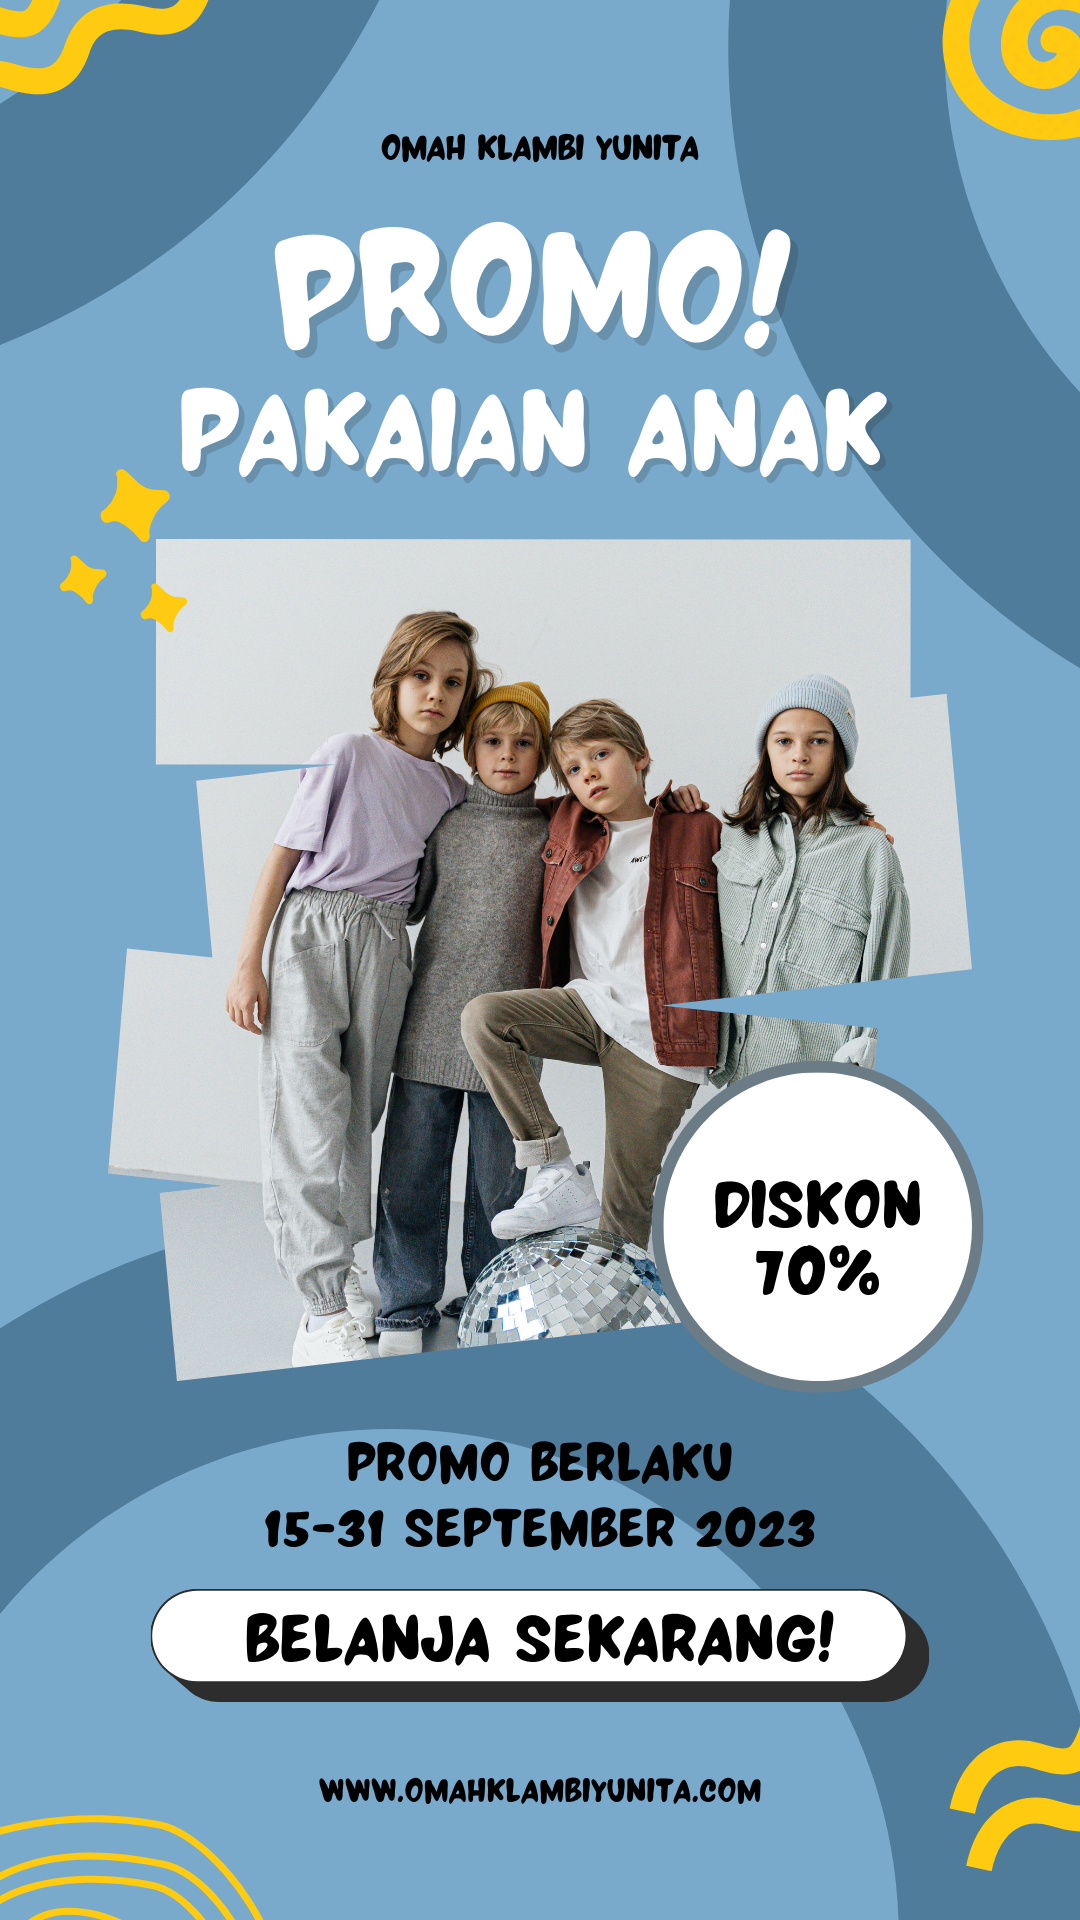 OMAH KLAMBI YUNITA
PROMO!
PAKAIAN ANAK
DISKON
70%
PROMO BERLAKU
15-31 SEPTEMBER 2023
BELANJA SEKARANG!
WWW.OMAHKLAMBIYUNITA.COM